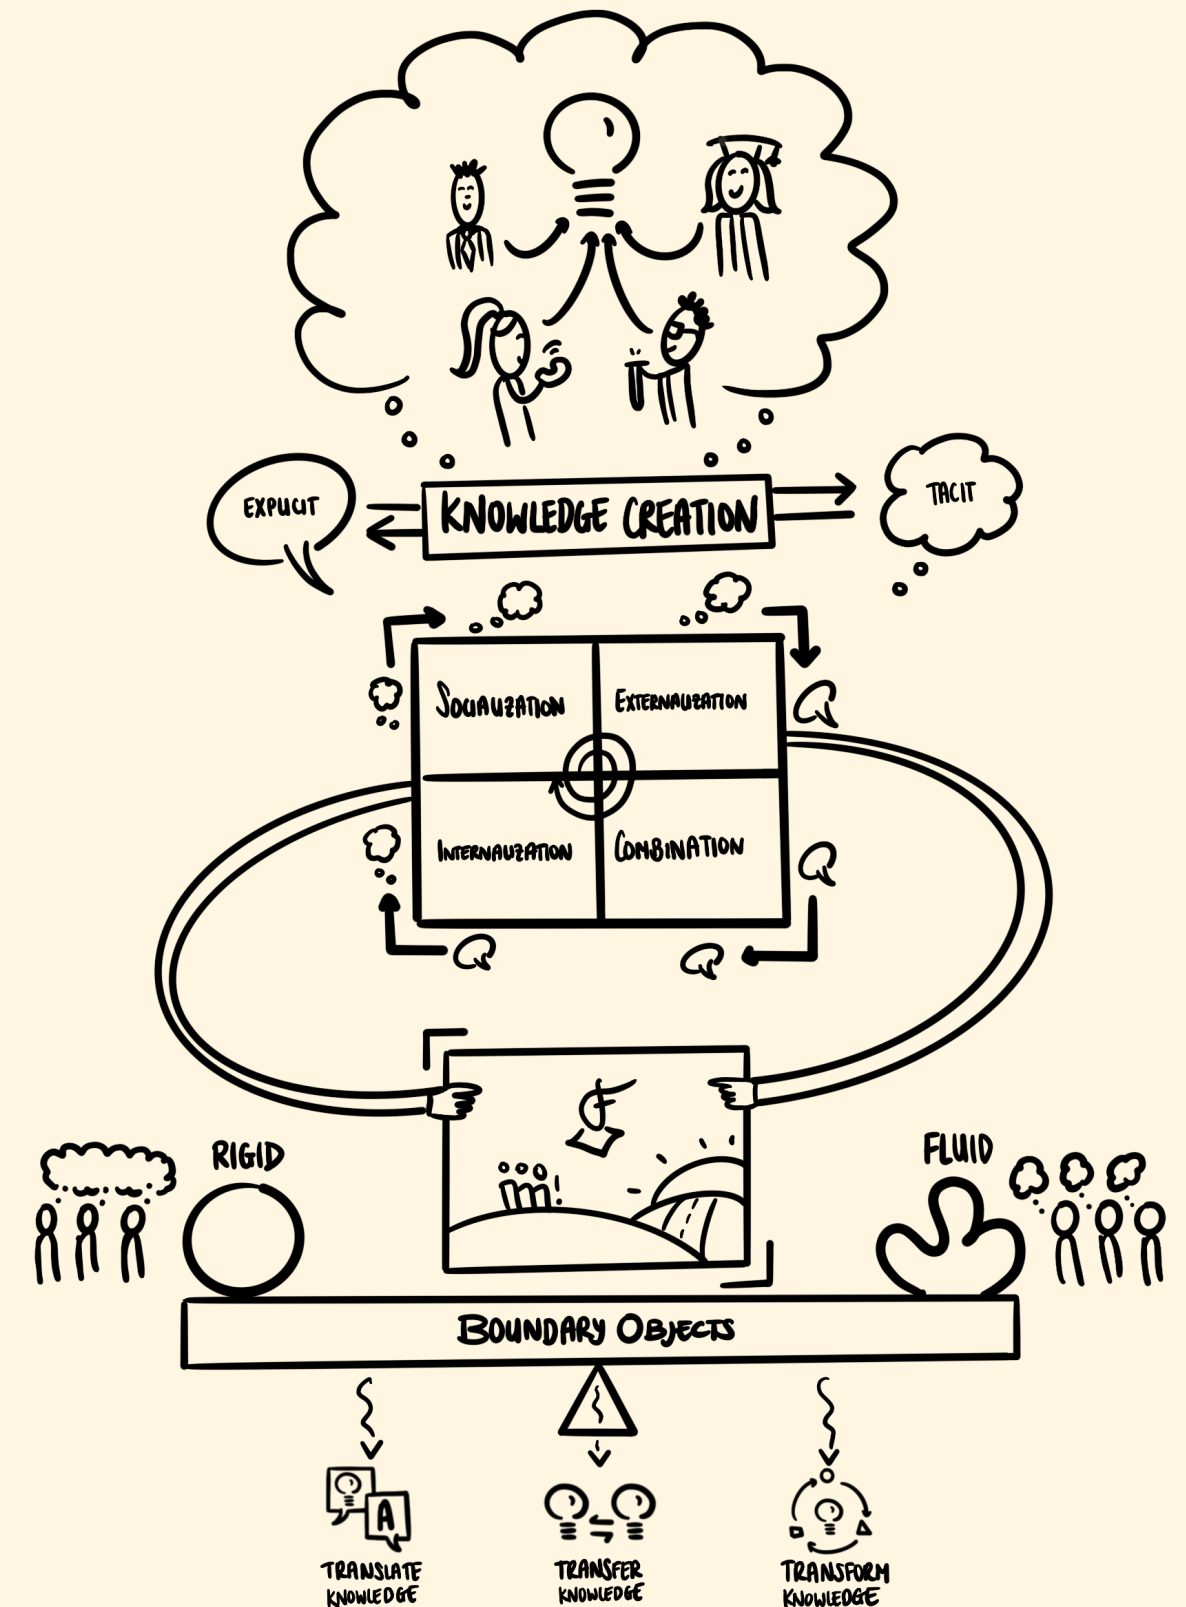 EXPLICIT
KNOWLEDGE CREATION
TACIT
SOCIALIZATION
EXTERNALIZATION
INTERNALIZATION
COMBINATION
RIGID
FLUID
BOUNDARY OBJECTS
A
TRANSLATE
KNOWLEDGE
TRANSFER
KNOWLEDGE
TRANSFORM
KNOWLEDGE